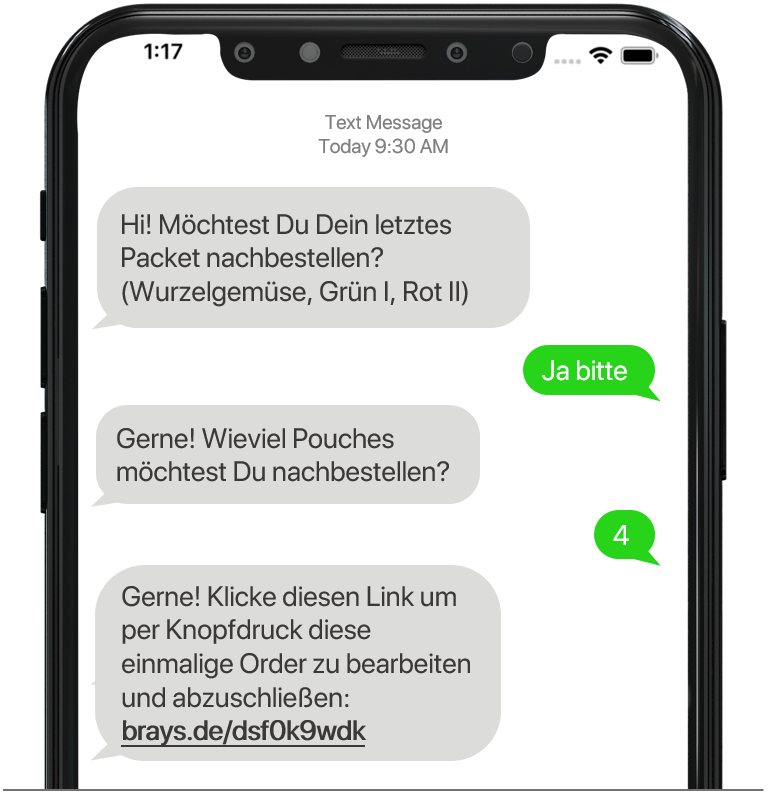 1:17
Text Message
Today 9:30 AM
Hi! Möchtest Du Dein letztes
Packet nachbestellen?
(Wurzelgemüse, Grün I, Rot II)
Ja bitte
Gerne! Wieviel Pouches
möchtest Du nachbestellen?
4
Gerne! Klicke diesen Link um
per Knopfdruck diese
einmalige Order zu bearbeiten
und abzuschließen:
brays.de/dsf0k9wdk